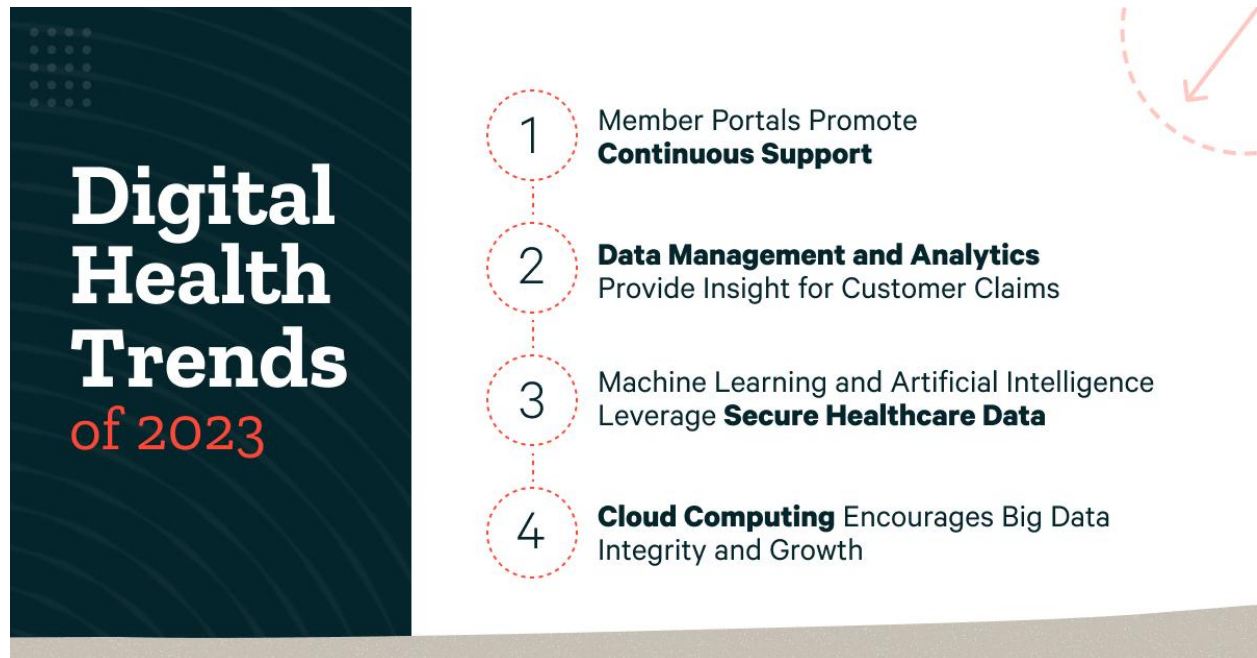 Digital
Health
Trends
of 2023
1
Member Portals Promote
Continuous Support
2
Data Management and Analytics
Provide Insight for Customer Claims
3
Machine Learning and Artificial Intelligence
Leverage Secure Healthcare Data
4
Cloud Computing Encourages Big Data
Integrity and Growth